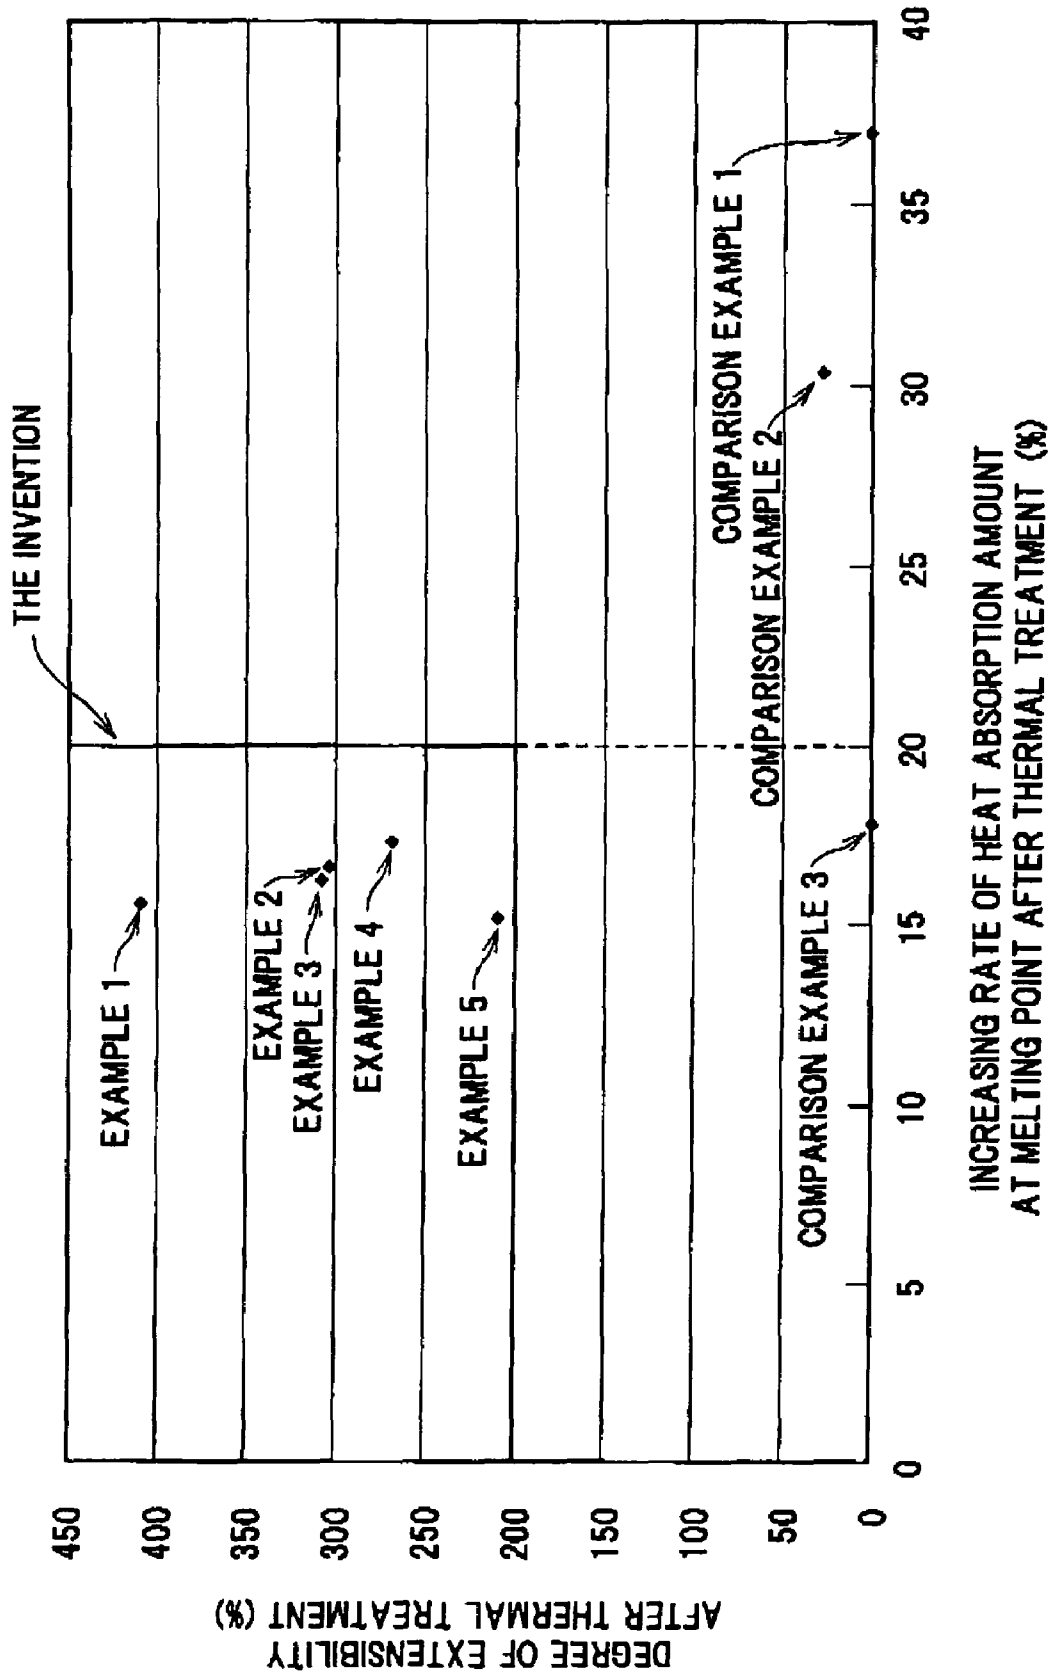 THE INVENTION
DEGREE OF EXTENSIBILITY
AFTER THERMAL TREATMENT (%)
450
400
350
300
250
200
150
100
50
0
EXAMPLE 1
EXAMPLE 2
EXAMPLE 3
EXAMPLE 4
EXAMPLE 5
COMPARISON EXAMPLE 1
COMPARISON EXAMPLE 2
COMPARISON EXAMPLE 3
0
5
10
15
20
25
30
35
40
INCREASING RATE OF HEAT ABSORPTION AMOUNT
AT MELTING POINT AFTER THERMAL TREATMENT (%)